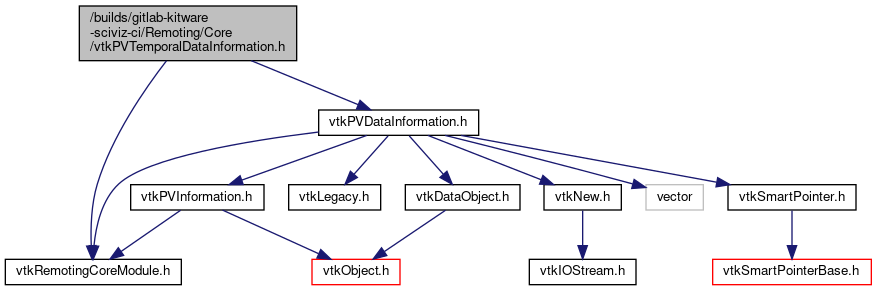 /builds/gitlab-kitware
-sciviz-ci/Remoting/Core
/vtkPVTemporalDataInformation.h
vtkPVDataInformation.h
vtkPVInformation.h
vtkLegacy.h
vtkDataObject.h
vtkNew.h
vector
vtkSmartPointer.h
vtkRemotingCoreModule.h
vtkObject.h
vtkIOStream.h
vtkSmartPointerBase.h